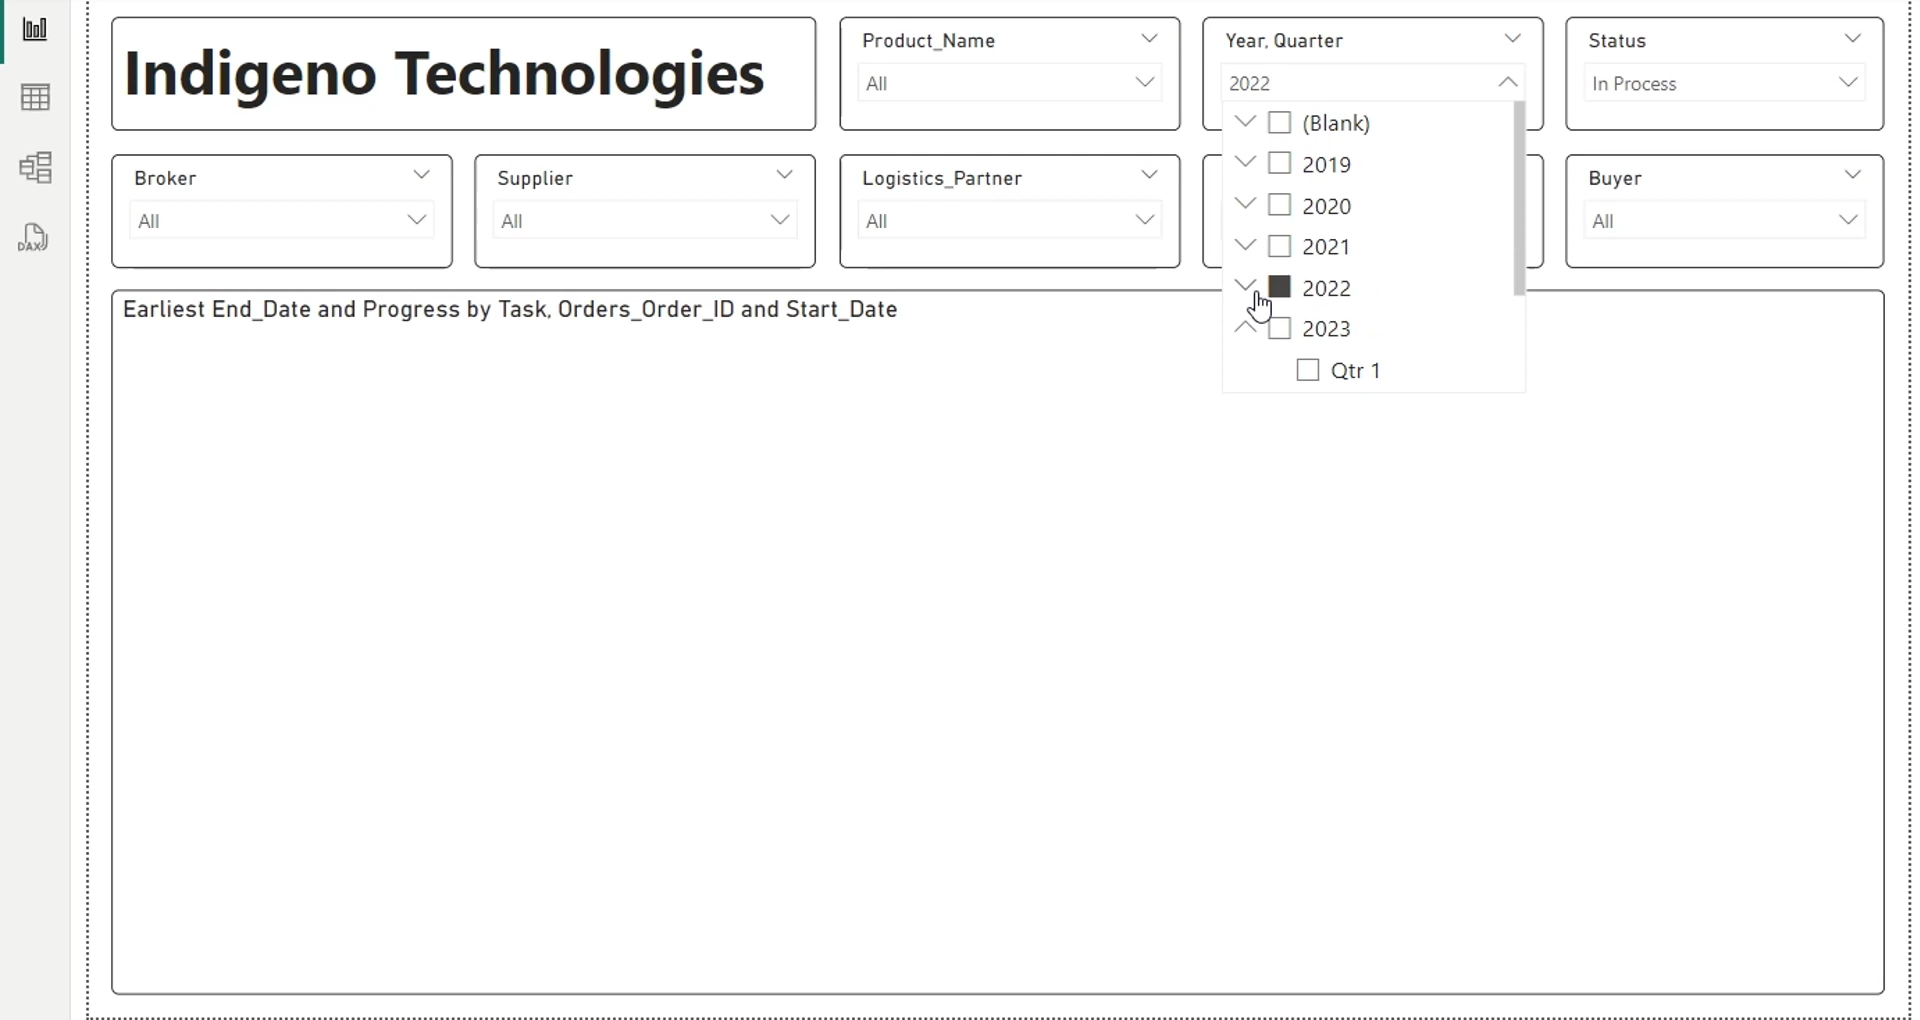 Indigeno Technologies
Product_Name
All
Year, Quarter
2022
Status
In Process
(Blank)
2019
2020
2021
2022
2023
Qtr 1
Broker
All
Supplier
All
Logistics_Partner
All
Buyer
All
Earliest End_Date and Progress by Task, Orders_Order_ID and Start_Date
DAX